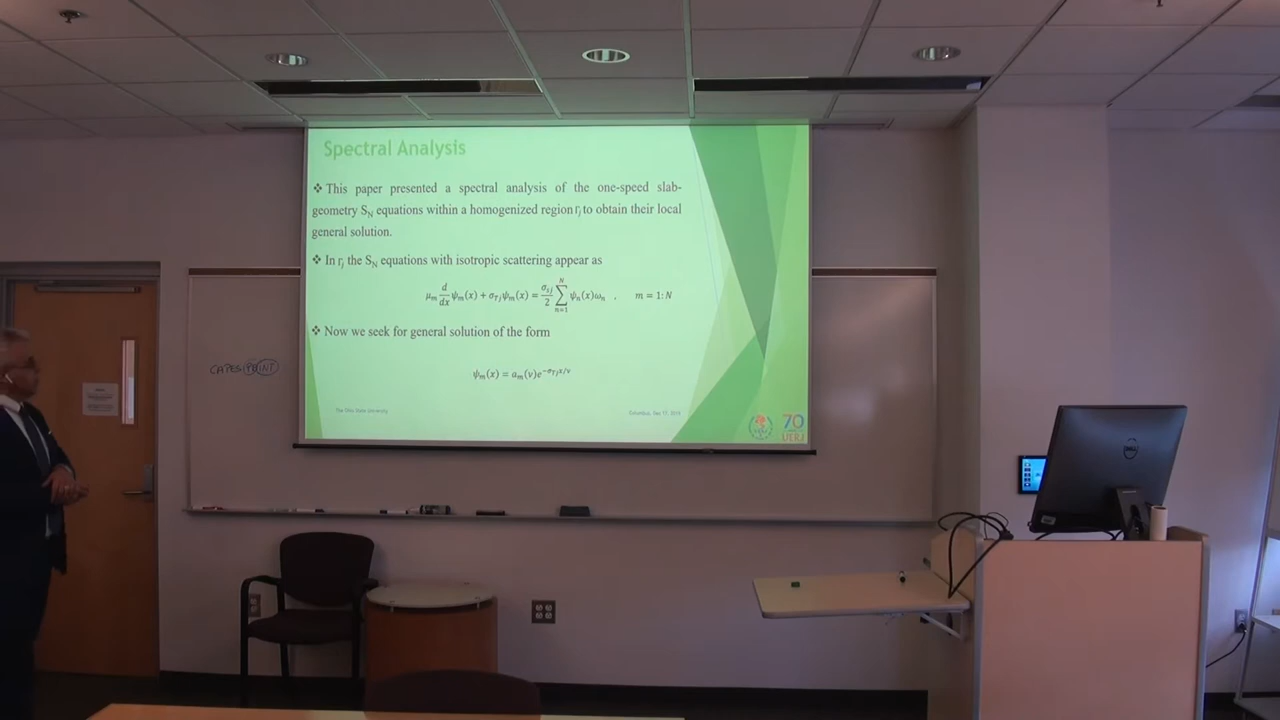 Spectral Analysis
❖ This paper presented a spectral analysis of the one-speed slab-
geometry S_N equations within a homogenized region r_j to obtain their local
general solution.
❖ In r_j the S_N equations with isotropic scattering appear as
μ_m d/dx ψ_m(x) + σ_Tj ψ_m(x) = σ_sj/2 ∑_{n=1}^{N} ψ_n(x)ω_n , m = 1: N
❖ Now we seek for general solution of the form
ψ_m(x) = a_m(ν)e^{−σ_Tj x/ν}
The Ohio State University
70
UERJ
CAPES PRINT
DELL